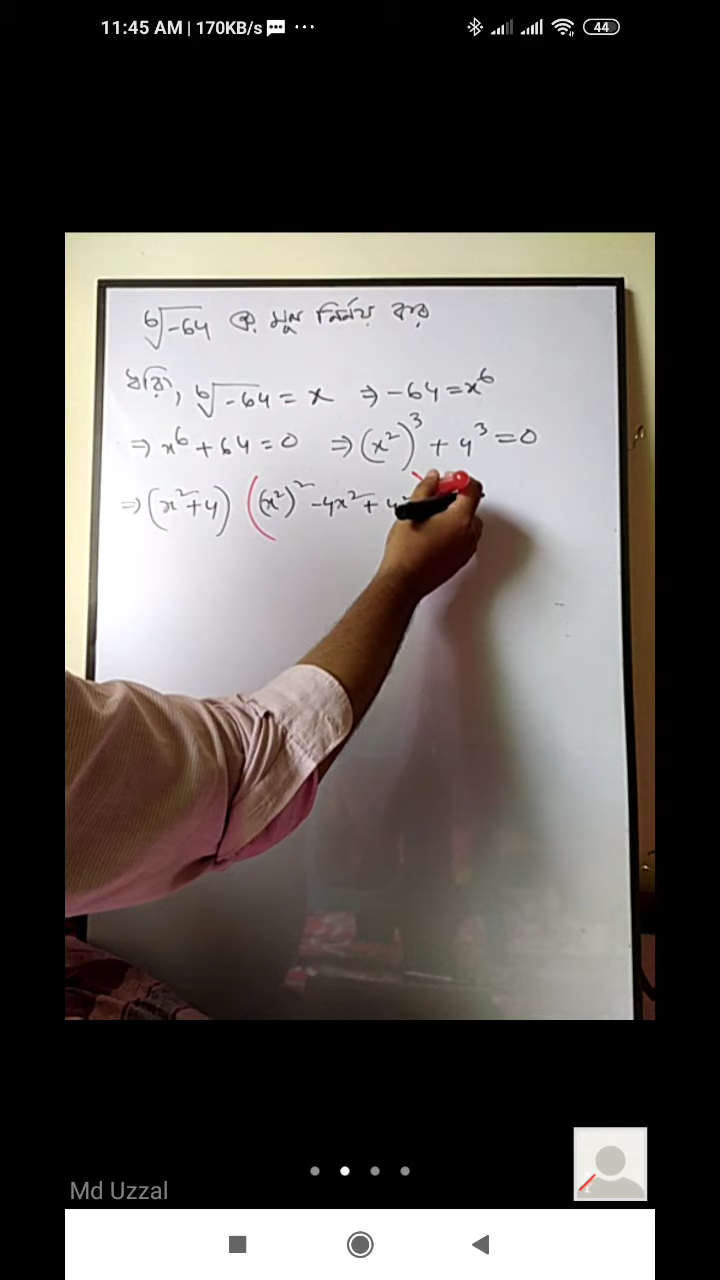 11:45 AM | 170KB/s ... 44
⁶√-64 এর মূল নির্ণয় কর
ধরি, ⁶√-64 = x ⇒ -64 = x⁶
⇒ x⁶ + 64 = 0 ⇒ (x²)³ + 4³ = 0
⇒ (x² + 4) ((x²)² - 4x² + 4²
Md Uzzal